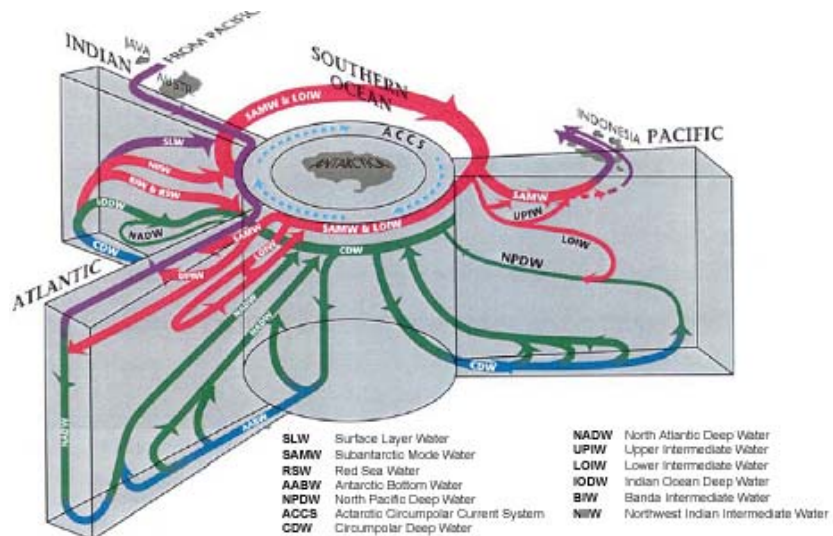 JAVA
INDIAN
FROM PACIFIC
AUSTR
SOUTHERN
OCEAN
SAMW & LOIW
ACCS
ANTARCTICA
INDONESIA
PACIFIC
SLW
NIIW
BIW & RSW
IODW
NADW
CDW
SAMW
UPIW
LOIW
SAMW & LOIW
CDW
SAMW
UPIW
LOIW
NPDW
CDW
ATLANTIC
NADW
NADW
NADW
NADW
AABW
SLW Surface Layer Water
SAMW Subantarctic Mode Water
RSW Red Sea Water
AABW Antarctic Bottom Water
NPDW North Pacific Deep Water
ACCS Actarctic Circumpolar Current System
CDW Circumpolar Deep Water
NADW North Atlantic Deep Water
UPIW Upper Intermediate Water
LOIW Lower Intermediate Water
IODW Indian Ocean Deep Water
BIW Banda Intermediate Water
NIIW Northwest Indian Intermediate Water